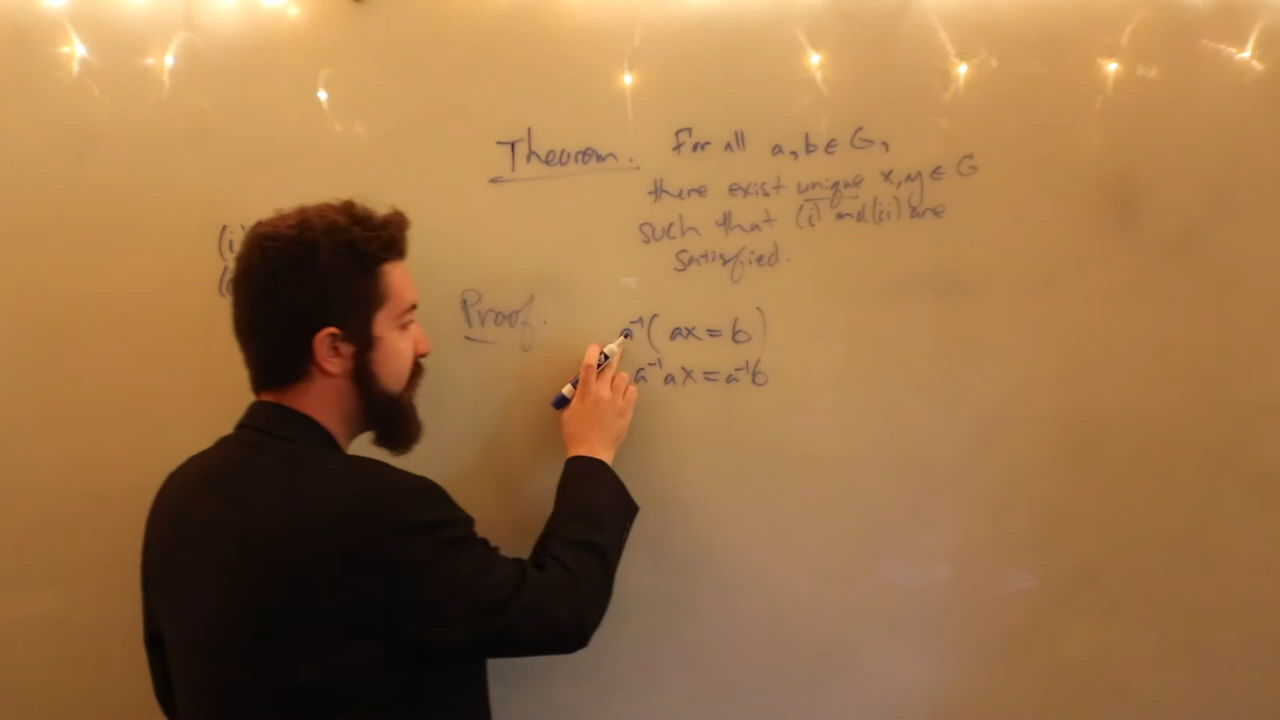 Theorem. For all a, b ∈ G,
there exist unique x, y ∈ G
such that (i) and (ii) are
satisfied.
(i)
Proof. a⁻¹( ax = b )
a⁻¹ax = a⁻¹b